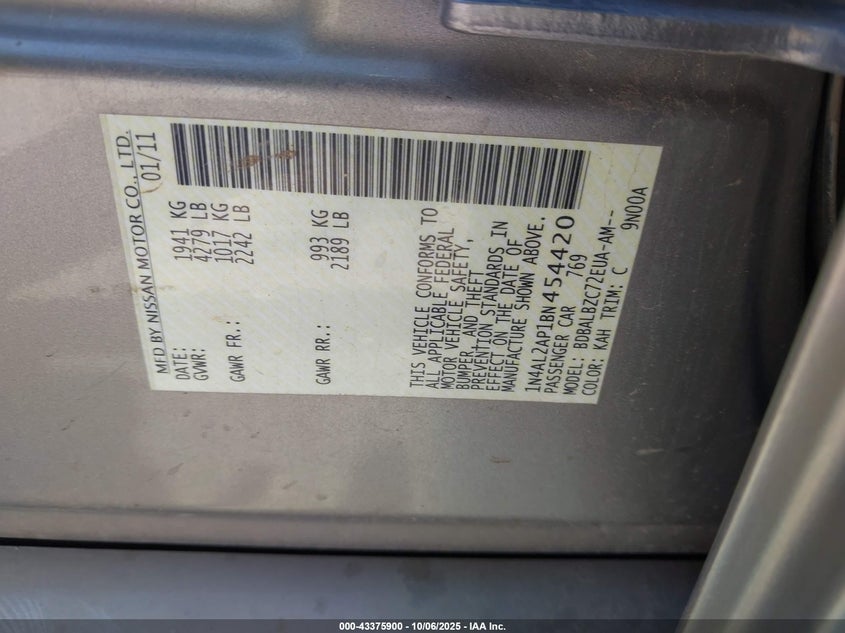 MFD BY NISSAN MOTOR CO., LTD.
DATE: 01/11
GVWR: 1941 KG
4279 LB
GAWR FR.: 1017 KG
2242 LB
GAWR RR.: 993 KG
2189 LB
THIS VEHICLE CONFORMS TO
ALL APPLICABLE FEDERAL
MOTOR VEHICLE SAFETY,
BUMPER, AND THEFT
PREVENTION STANDARDS IN
EFFECT ON THE DATE OF
MANUFACTURE SHOWN ABOVE.
1N4AL2AP1BN454420
PASSENGER CAR 769
MODEL: BDBALBZC72EUA-AM--
COLOR: KAH TRIM: C 9N00A
000-43375900 - 10/06/2025 - IAA Inc.